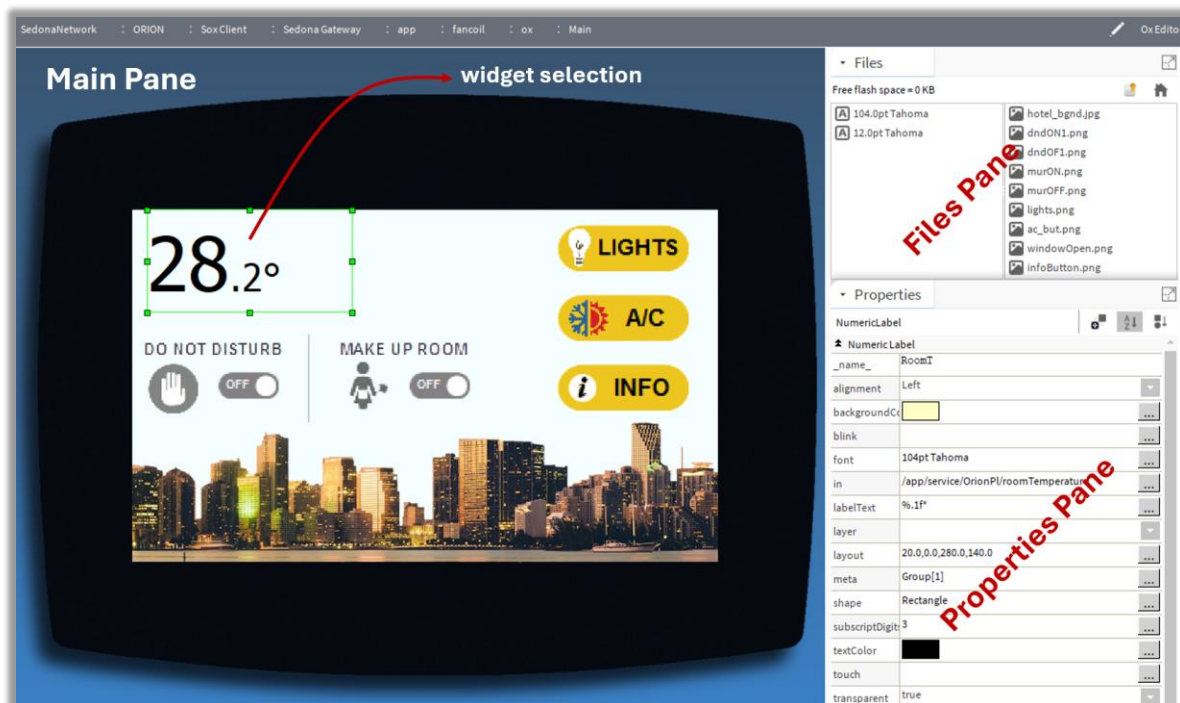 SedonaNetwork : ORION : SoxClient : Sedona Gateway : app : fancoil : ox : Main
Ox Edito
Main Pane
widget selection
28.2°
LIGHTS
A/C
i INFO
DO NOT DISTURB
OFF
MAKE UP ROOM
OFF
Files
Free flash space = 0 KB
A 104.0pt Tahoma
A 12.0pt Tahoma
hotel_bgnd.jpg
dndON1.png
dndOF1.png
murON.png
murOFF.png
lights.png
ac_but.png
windowOpen.png
infoButton.png
Files Pane
Properties
NumericLabel
Numeric Label
_name_ RoomT
alignment Left
backgroundCo
blink
font 104pt Tahoma
in /app/service/OrionPl/roomTemperature
labelText %.1f°
layer
layout 20.0,0.0,280.0,140.0
meta Group[1]
shape Rectangle
subscriptDigits 3
textColor
touch
transparent true
Properties Pane